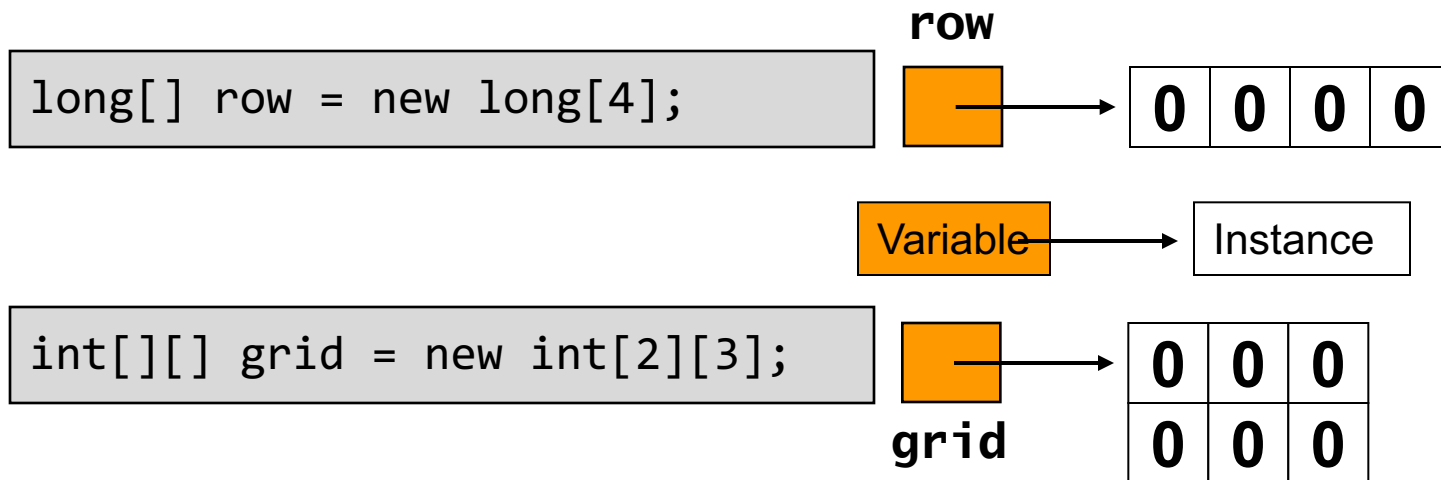 row
long[] row = new long[4];
0 0 0 0
Variable Instance
int[][] grid = new int[2][3];
0 0 0
grid
0 0 0